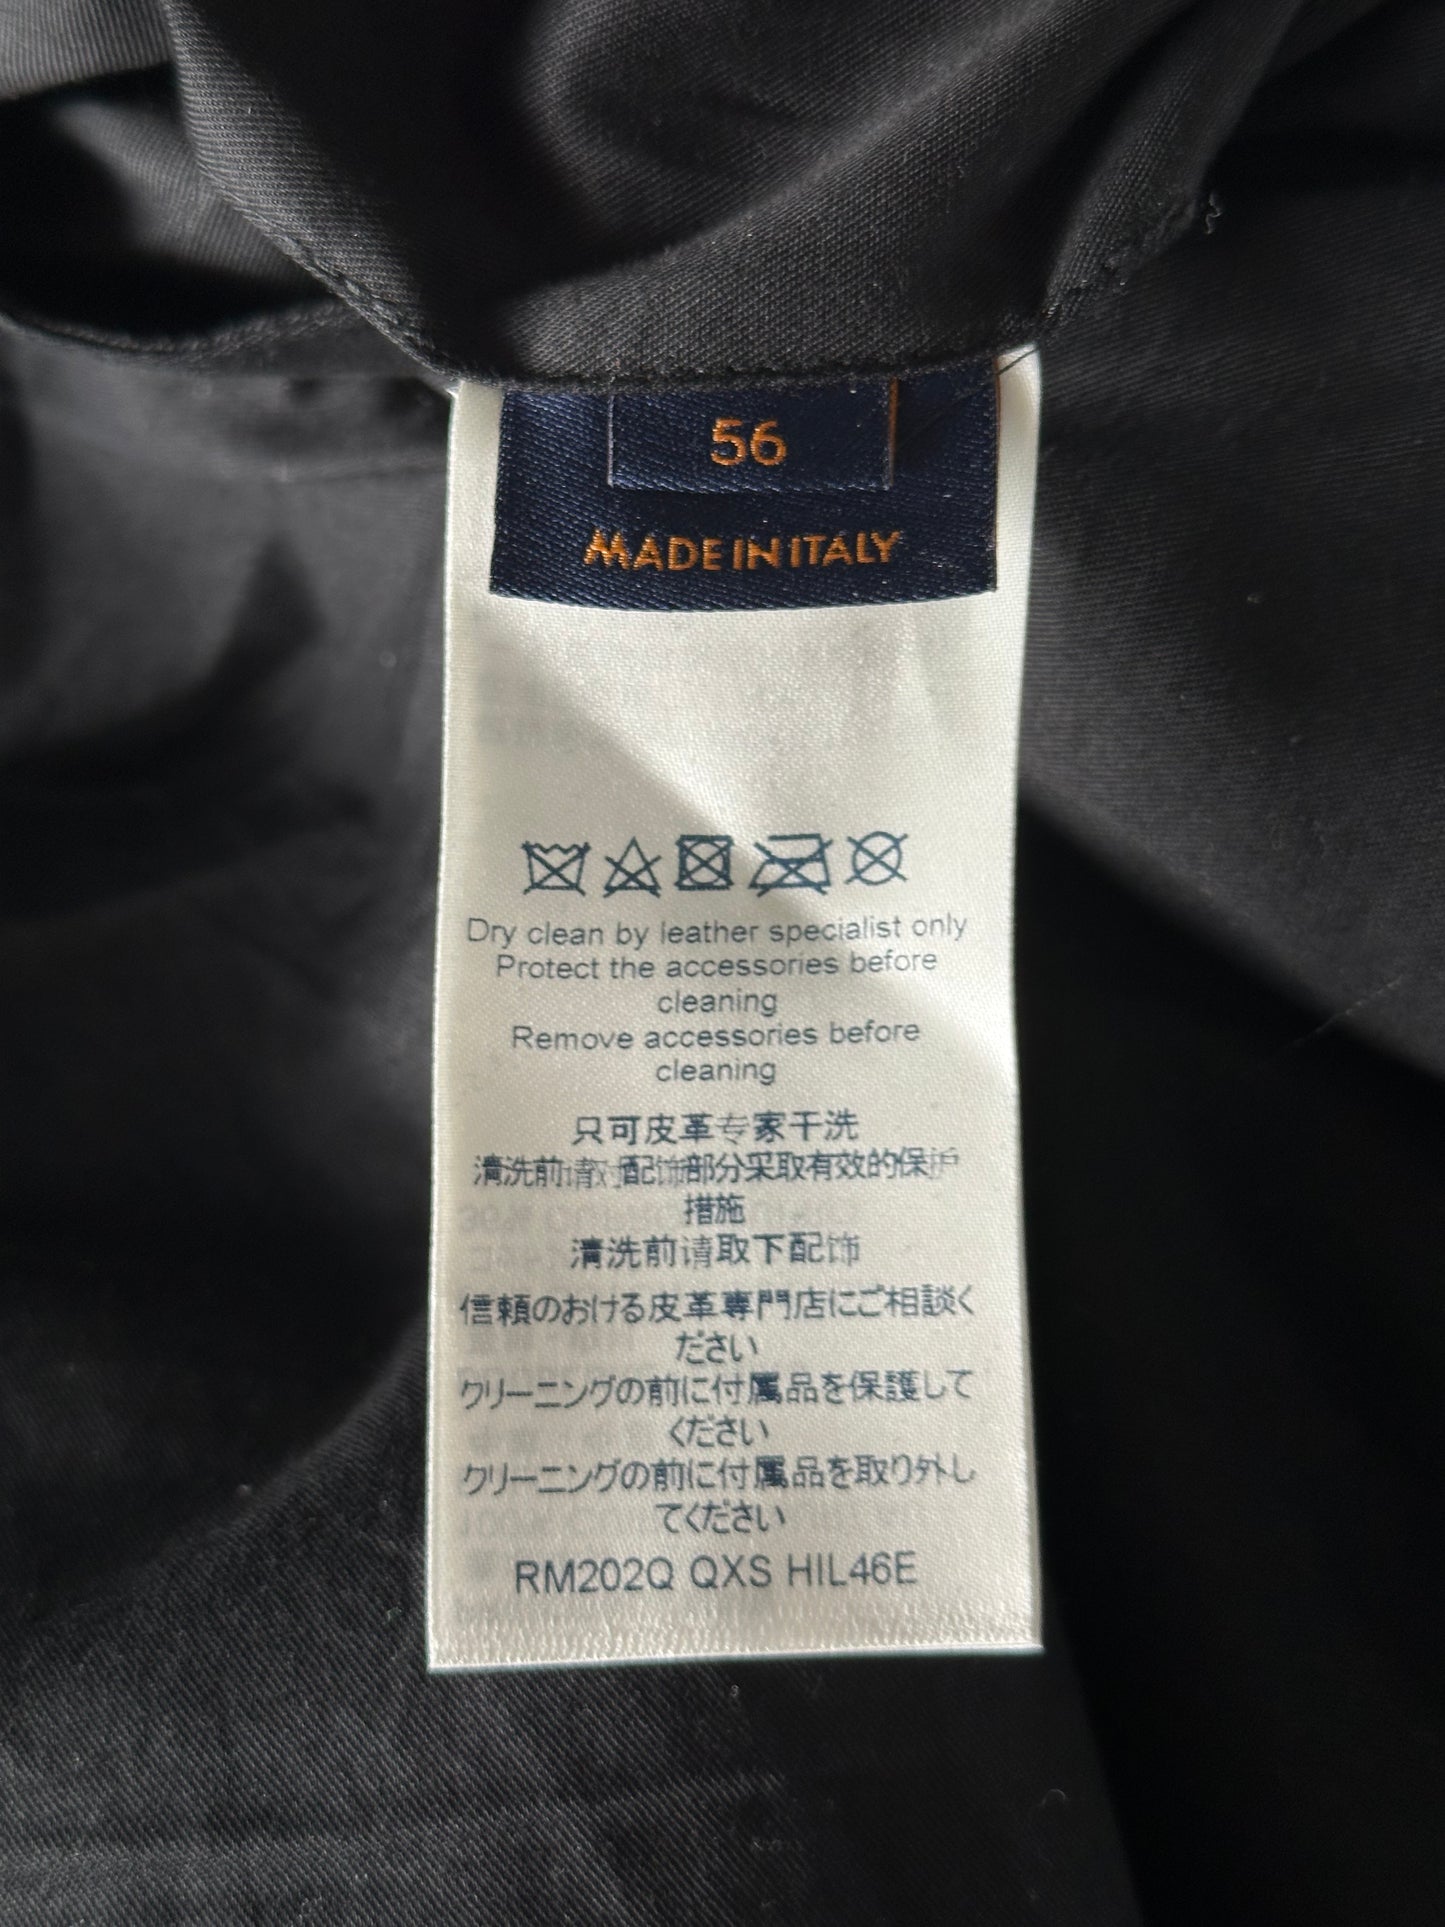 56
MADE IN ITALY
Dry clean by leather specialist only
Protect the accessories before
cleaning
Remove accessories before
cleaning
只可皮革专家干洗
清洗前请对配饰部分采取有效的保护
措施
清洗前请取下配饰
信頼のおける皮革専門店にご相談く
ださい
クリーニングの前に付属品を保護して
ください
クリーニングの前に付属品を取り外し
てください
RM202Q QXS HIL46E